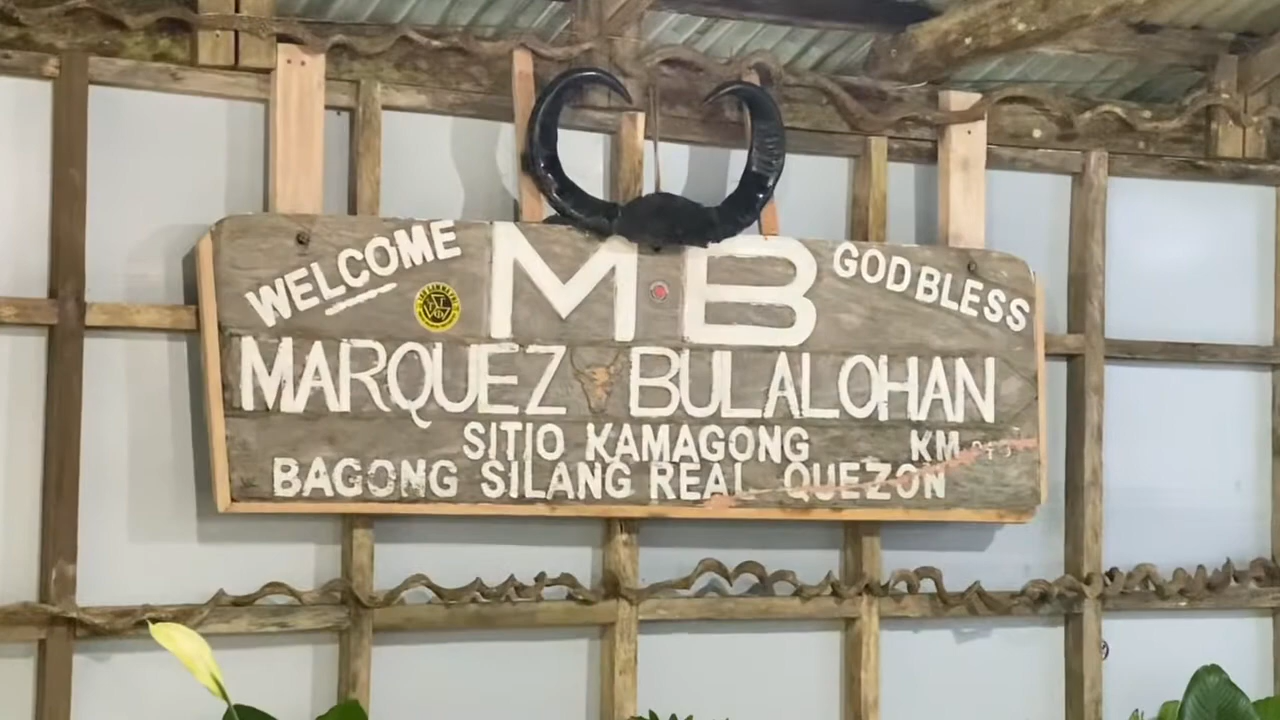 WELCOME
M B
GOD BLESS
MARQUEZ BULALOHAN
SITIO KAMAGONG KM
BAGONG SILANG REAL QUEZON